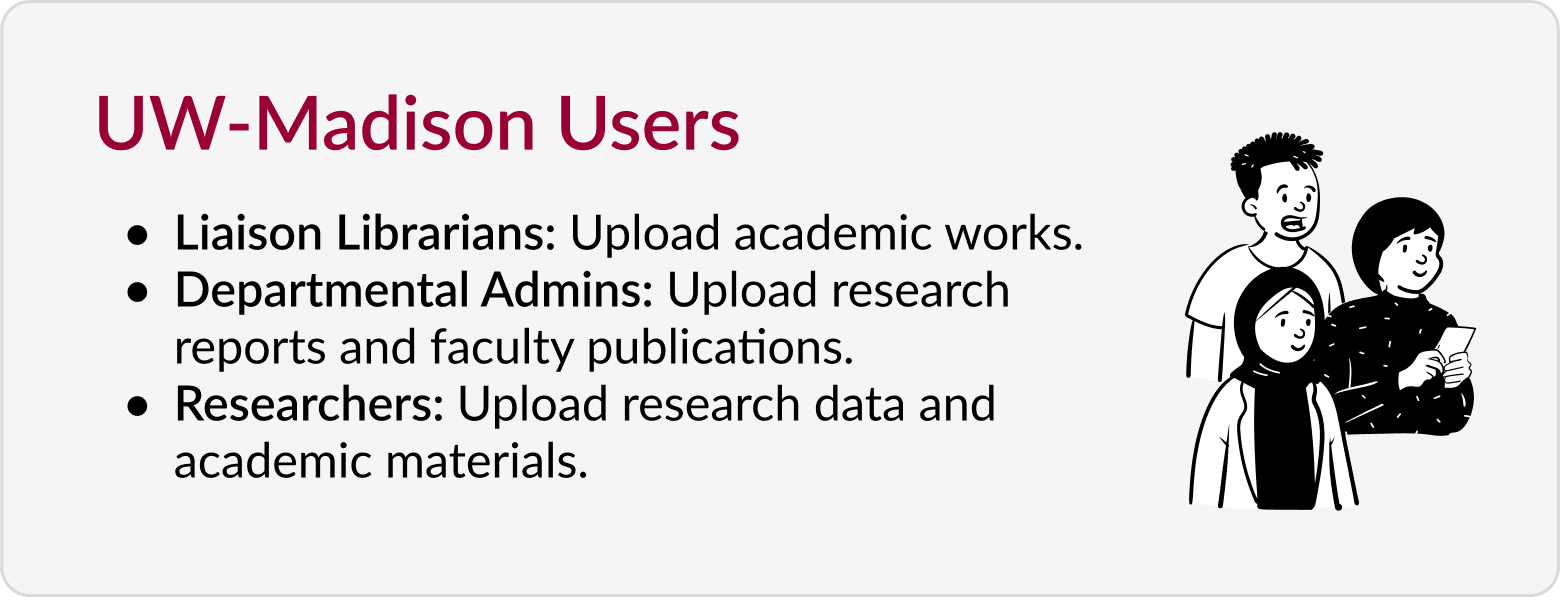 UW-Madison Users
• Liaison Librarians: Upload academic works.
• Departmental Admins: Upload research
reports and faculty publications.
• Researchers: Upload research data and
academic materials.